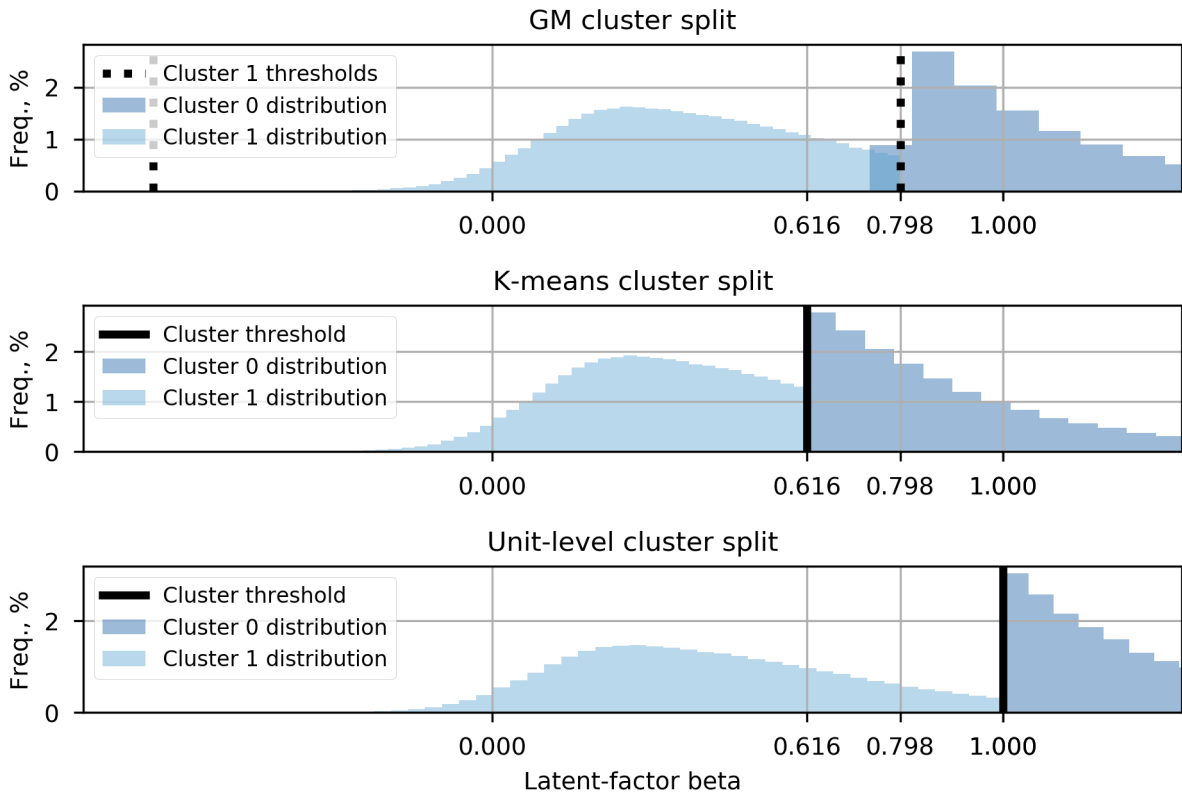 GM cluster split
Freq., %
2
1
0
Cluster 1 thresholds
Cluster 0 distribution
Cluster 1 distribution
0.000 0.616 0.798 1.000
K-means cluster split
Freq., %
2
1
0
Cluster threshold
Cluster 0 distribution
Cluster 1 distribution
0.000 0.616 0.798 1.000
Unit-level cluster split
Freq., %
2
0
Cluster threshold
Cluster 0 distribution
Cluster 1 distribution
0.000 0.616 0.798 1.000
Latent-factor beta